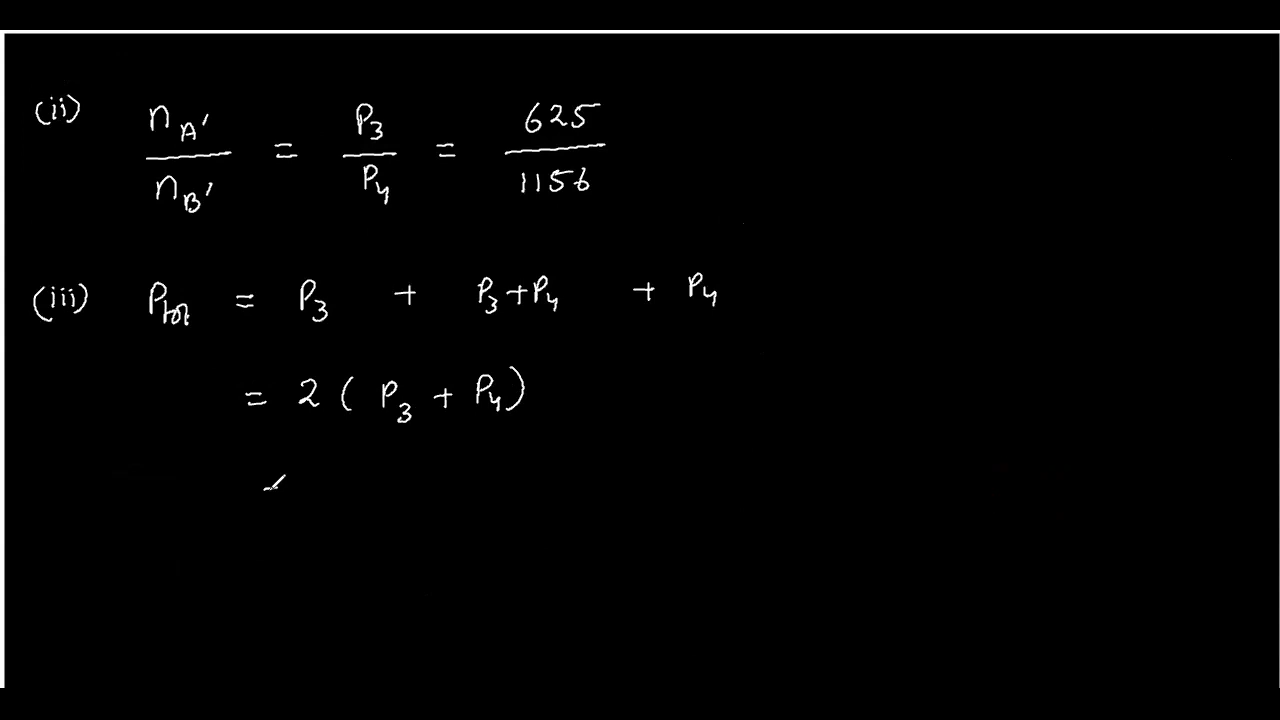 (ii) n_A' / n_B' = P_3 / P_4 = 625 / 1156
(iii) P_tot = P_3 + P_3 + P_4 + P_4
= 2 ( P_3 + P_4 )